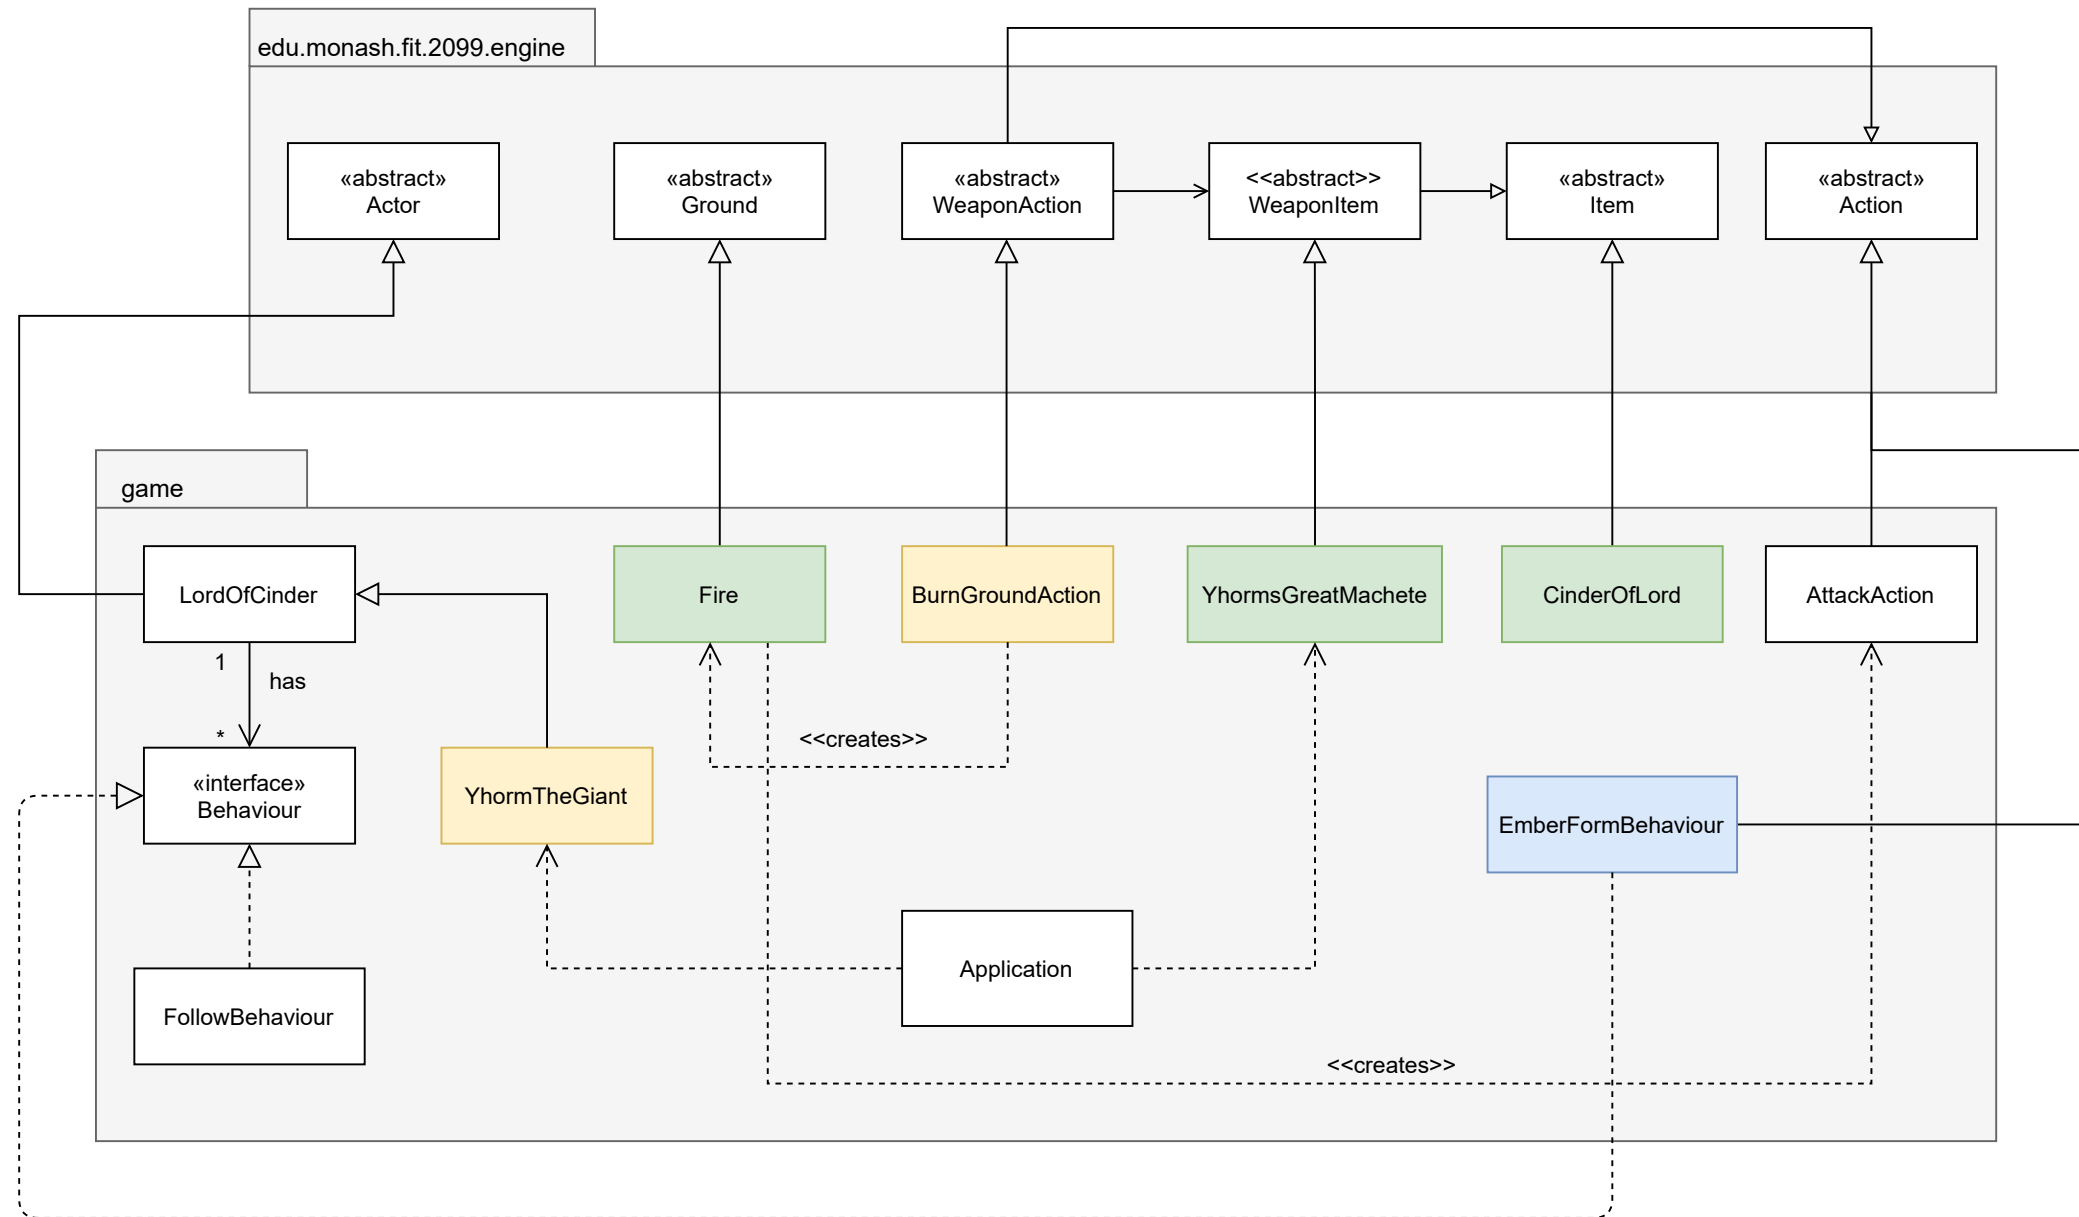 edu.monash.fit.2099.engine
«abstract»
Actor
«abstract»
Ground
«abstract»
WeaponAction
<<abstract>>
WeaponItem
«abstract»
Item
«abstract»
Action
game
LordOfCinder
Fire
BurnGroundAction
YhormsGreatMachete
CinderOfLord
AttackAction
1
has
*
<<creates>>
«interface»
Behaviour
YhormTheGiant
EmberFormBehaviour
Application
FollowBehaviour
<<creates>>